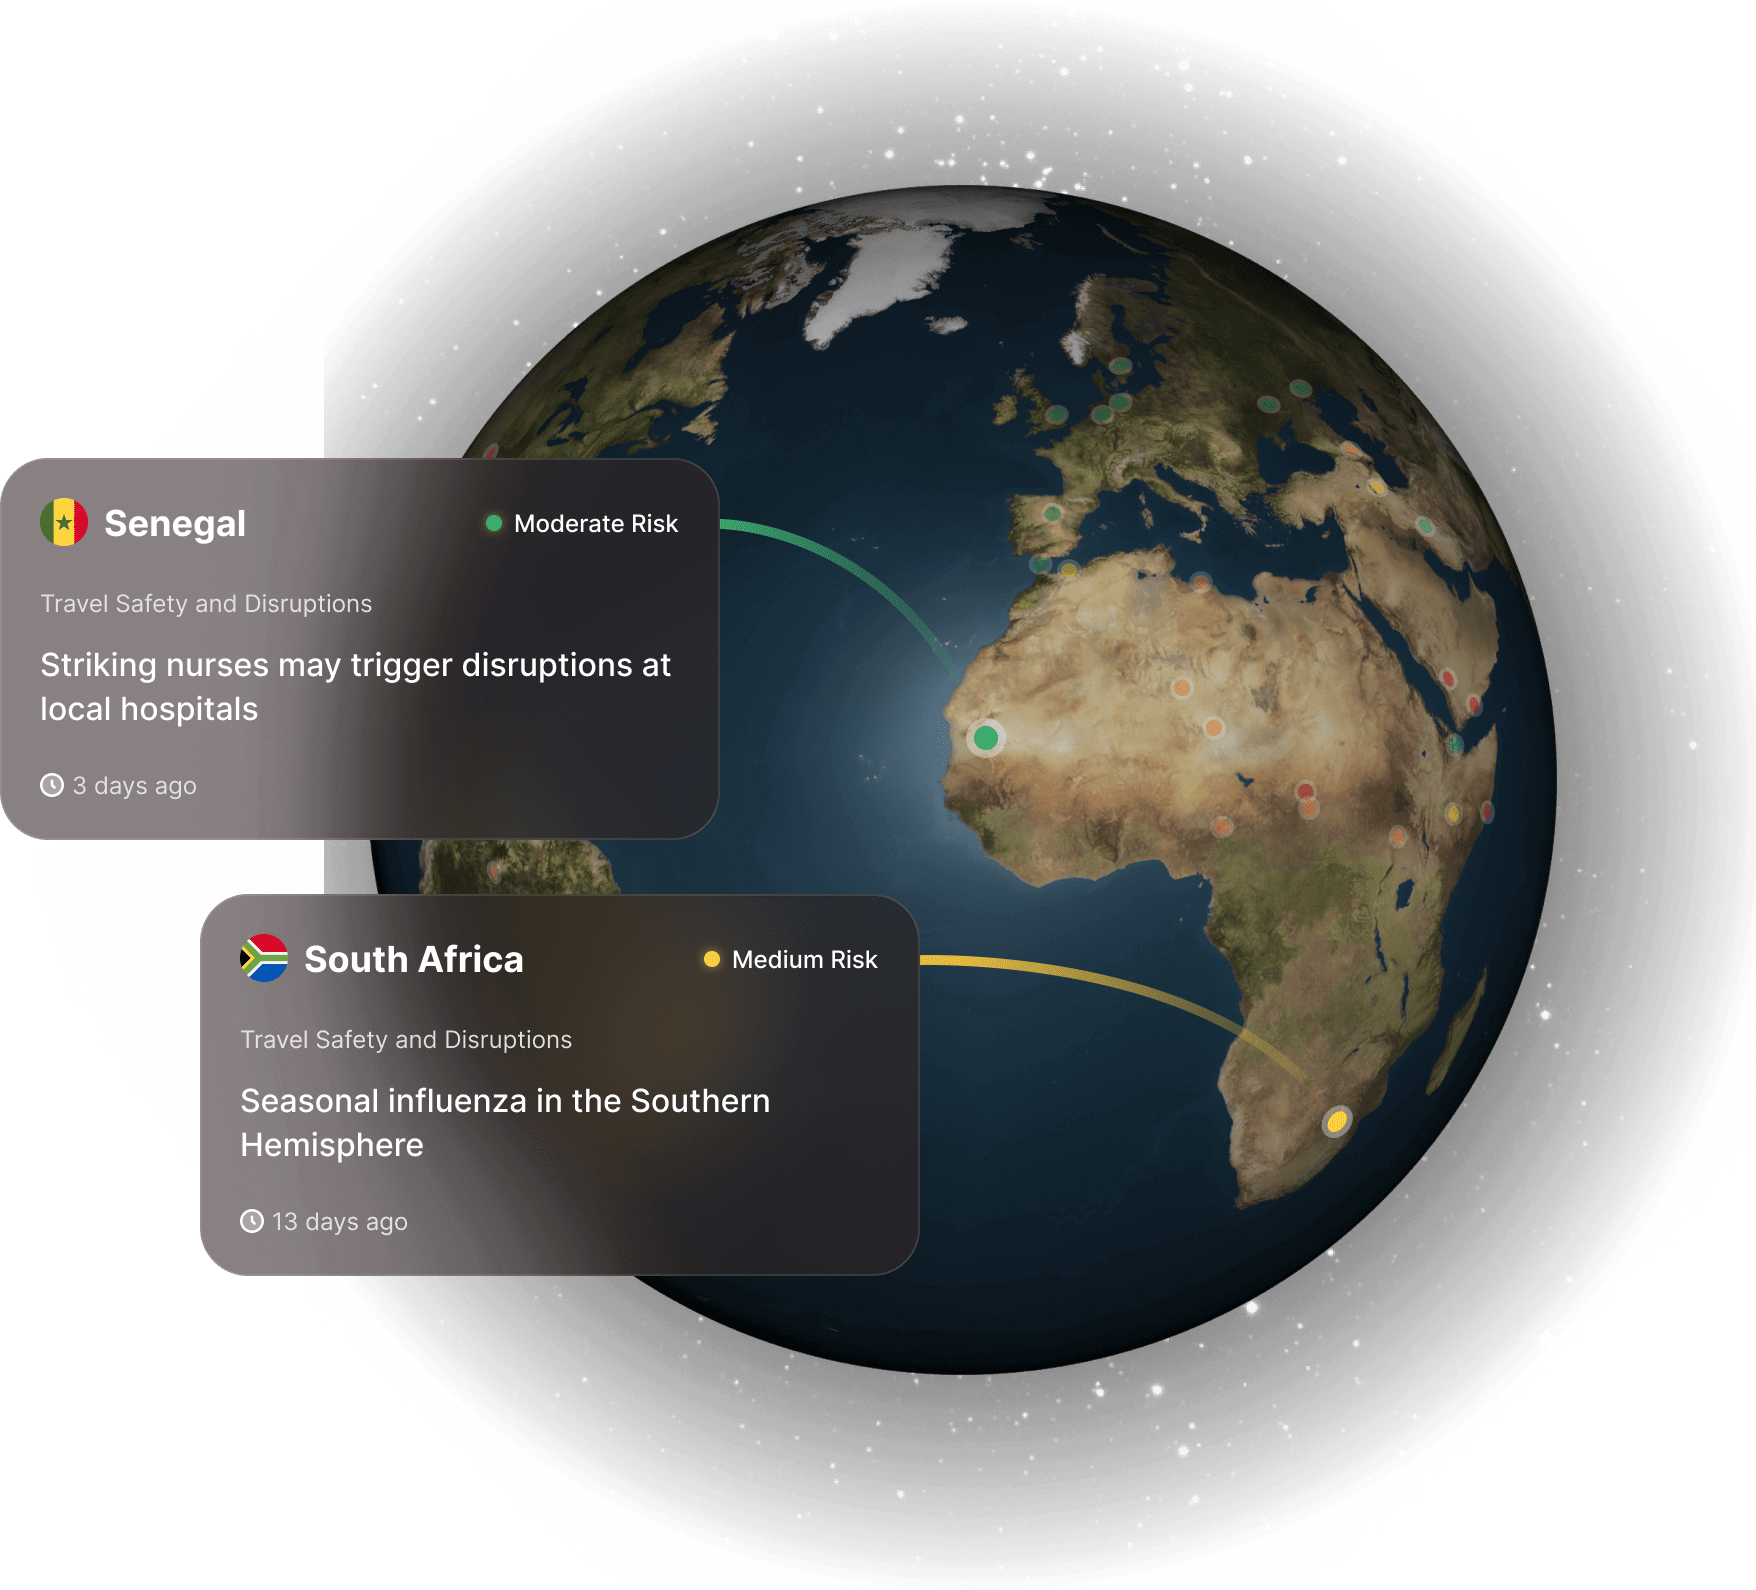 Senegal
Moderate Risk
Travel Safety and Disruptions
Striking nurses may trigger disruptions at
local hospitals
3 days ago
South Africa
Medium Risk
Travel Safety and Disruptions
Seasonal influenza in the Southern
Hemisphere
13 days ago